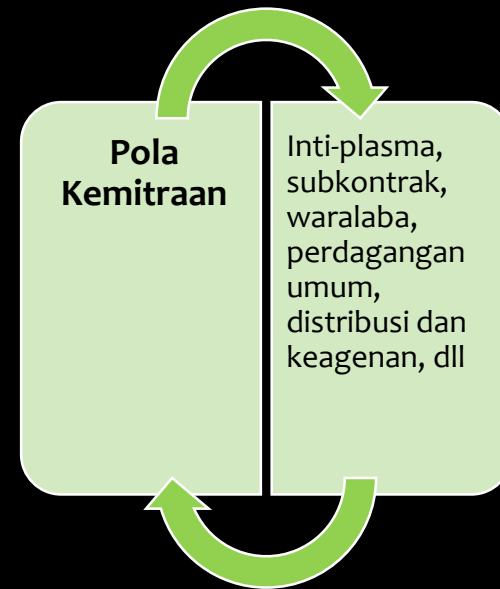 Pola
Kemitraan
Inti-plasma,
subkontrak,
waralaba,
perdagangan
umum,
distribusi dan
keagenan, dll